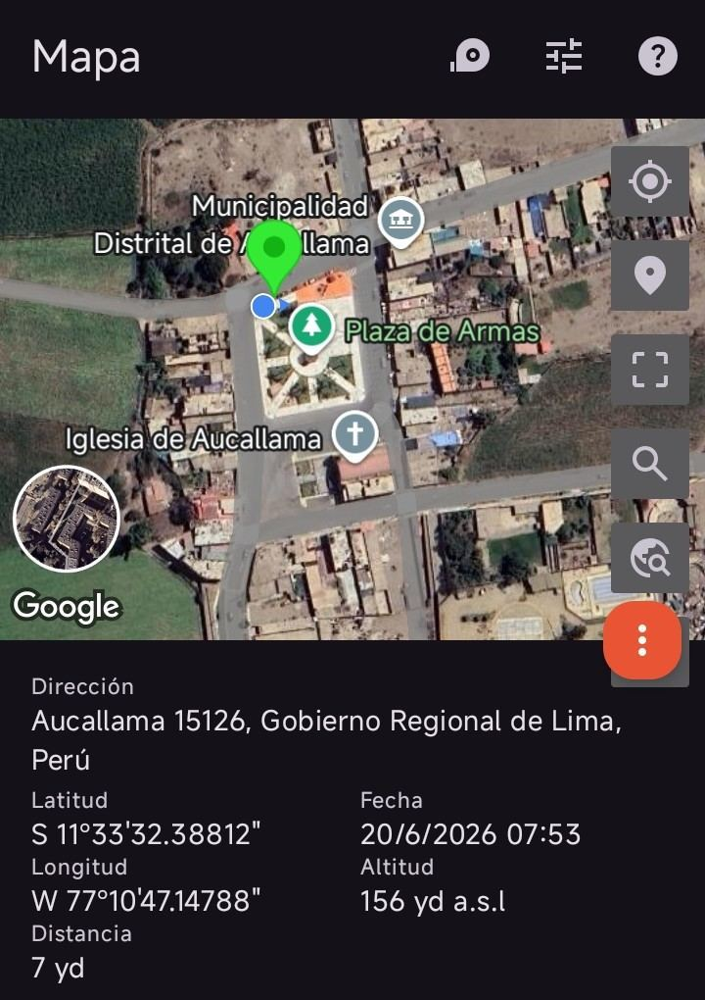 Mapa
Municipalidad
Distrital de A llama
Plaza de Armas
Iglesia de Aucallama
Google
Dirección
Aucallama 15126, Gobierno Regional de Lima,
Perú
Latitud
S 11°33'32.38812"
Fecha
20/6/2026 07:53
Longitud
W 77°10'47.14788"
Altitud
156 yd a.s.l
Distancia
7 yd